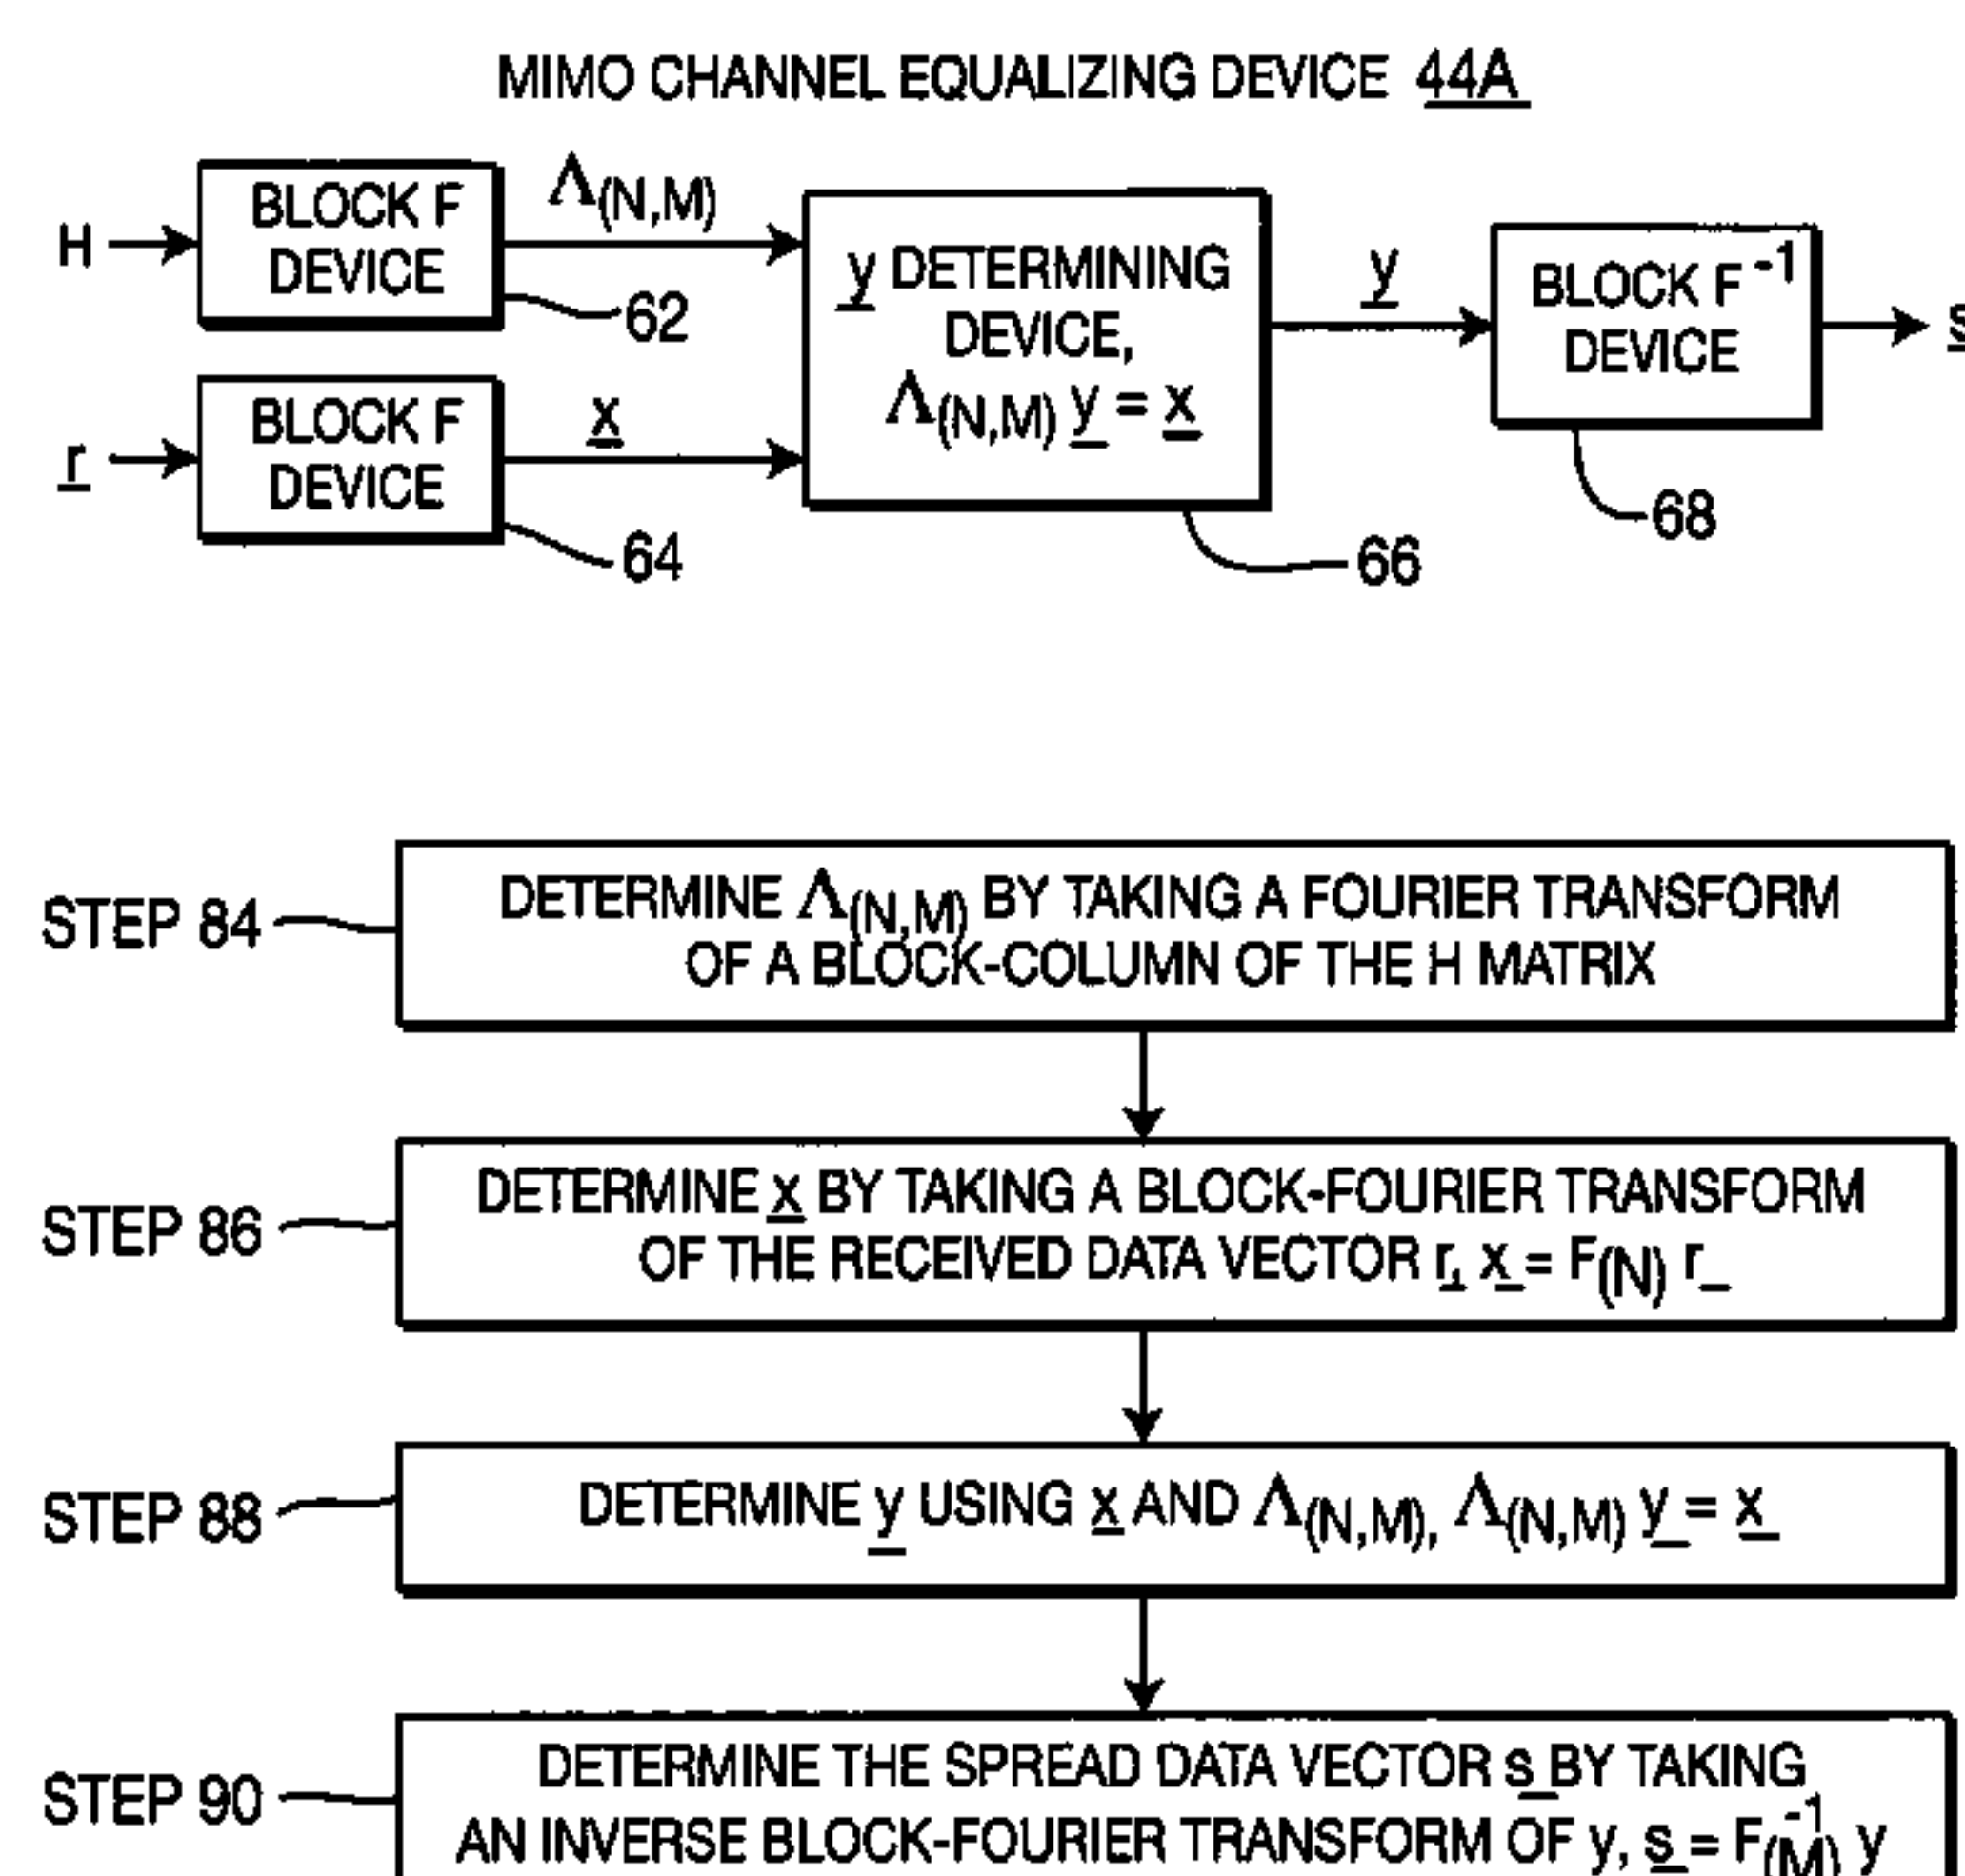 MIMO CHANNEL EQUALIZING DEVICE 44A
H
BLOCK F
DEVICE
62
Λ(N,M)
r
BLOCK F
DEVICE
64
x
y DETERMINING
DEVICE,
Λ(N,M) y = x
66
y
BLOCK F-1
DEVICE
68
s
STEP 84
DETERMINE Λ(N,M) BY TAKING A FOURIER TRANSFORM
OF A BLOCK-COLUMN OF THE H MATRIX
STEP 86
DETERMINE x BY TAKING A BLOCK-FOURIER TRANSFORM
OF THE RECEIVED DATA VECTOR r, x = F(N) r
STEP 88
DETERMINE y USING x AND Λ(N,M), Λ(N,M) y = x
STEP 90
DETERMINE THE SPREAD DATA VECTOR s BY TAKING
AN INVERSE BLOCK-FOURIER TRANSFORM OF y, s = F(M)-1 y